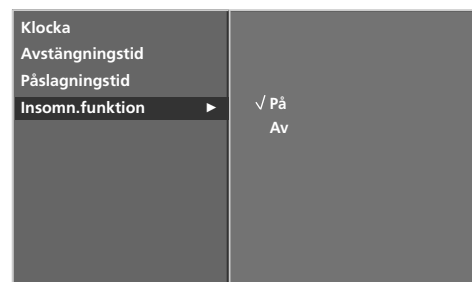 Klocka
Avstängningstid
Påslagningstid
Insomn.funktion ►
√ På
Av